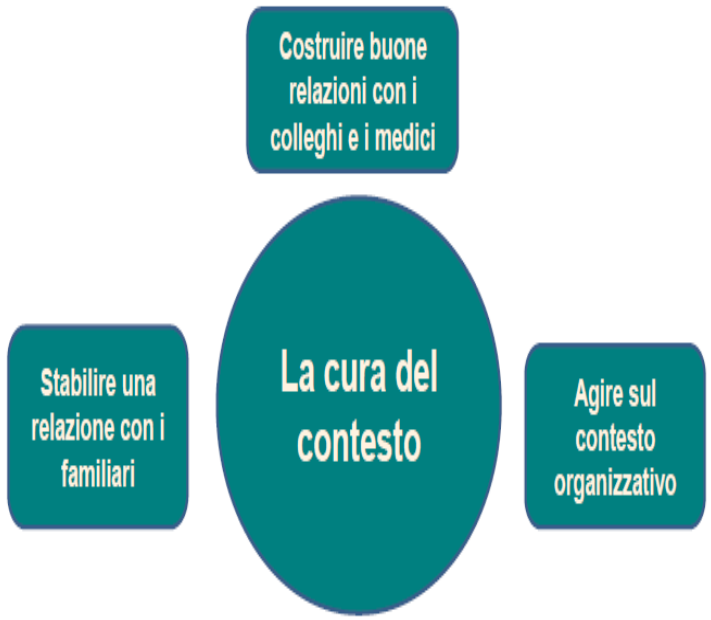 Costruire buone
relazioni con i
colleghi e i medici
La cura del
contesto
Stabilire una
relazione con i
familiari
Agire sul
contesto
organizzativo